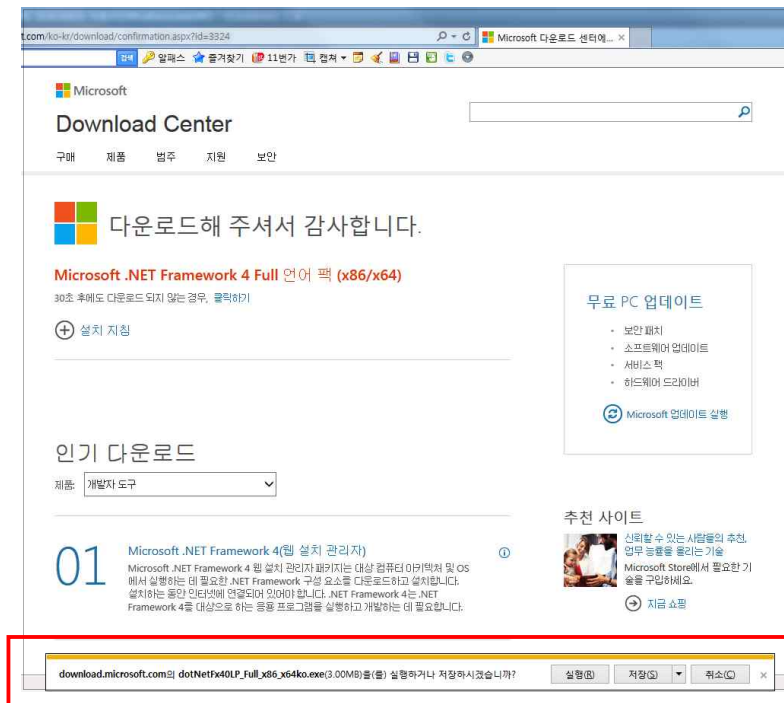 t.com/ko-kr/download/confirmation.aspx?id=3324
Microsoft 다운로드 센터에...
검색 알패스 즐겨찾기 11번가 캡쳐
Microsoft
Download Center
구매 제품 범주 지원 보안
다운로드해 주셔서 감사합니다.
Microsoft .NET Framework 4 Full 언어 팩 (x86/x64)
30초 후에도 다운로드 되지 않는 경우, 클릭하기
설치 지침
무료 PC 업데이트
보안 패치
소프트웨어 업데이트
서비스 팩
하드웨어 드라이버
Microsoft 업데이트 실행
인기 다운로드
제품: 개발자 도구
01
Microsoft .NET Framework 4(웹 설치 관리자)
Microsoft .NET Framework 4 웹 설치 관리자 패키지는 대상 컴퓨터 아키텍처 및 OS
에서 실행하는 데 필요한 .NET Framework 구성 요소를 다운로드하고 설치합니다.
설치하는 동안 인터넷에 연결되어 있어야 합니다. .NET Framework 4는 .NET
Framework 4를 대상으로 하는 응용 프로그램을 실행하고 개발하는 데 필요합니다.
추천 사이트
신뢰할 수 있는 사람들의 추천,
업무 능률을 올리는 기술
Microsoft Store에서 필요한 기
술을 구입하세요.
지금 쇼핑
download.microsoft.com의 dotNetFx40LP_Full_x86_x64ko.exe(3.00MB)을(를) 실행하거나 저장하시겠습니까?
실행(R) 저장(S) 취소(C)